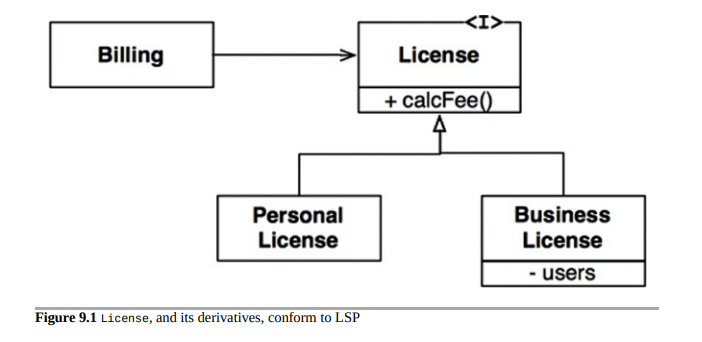 <I>
Billing
License
+ calcFee()
Personal
License
Business
License
- users
Figure 9.1 License, and its derivatives, conform to LSP